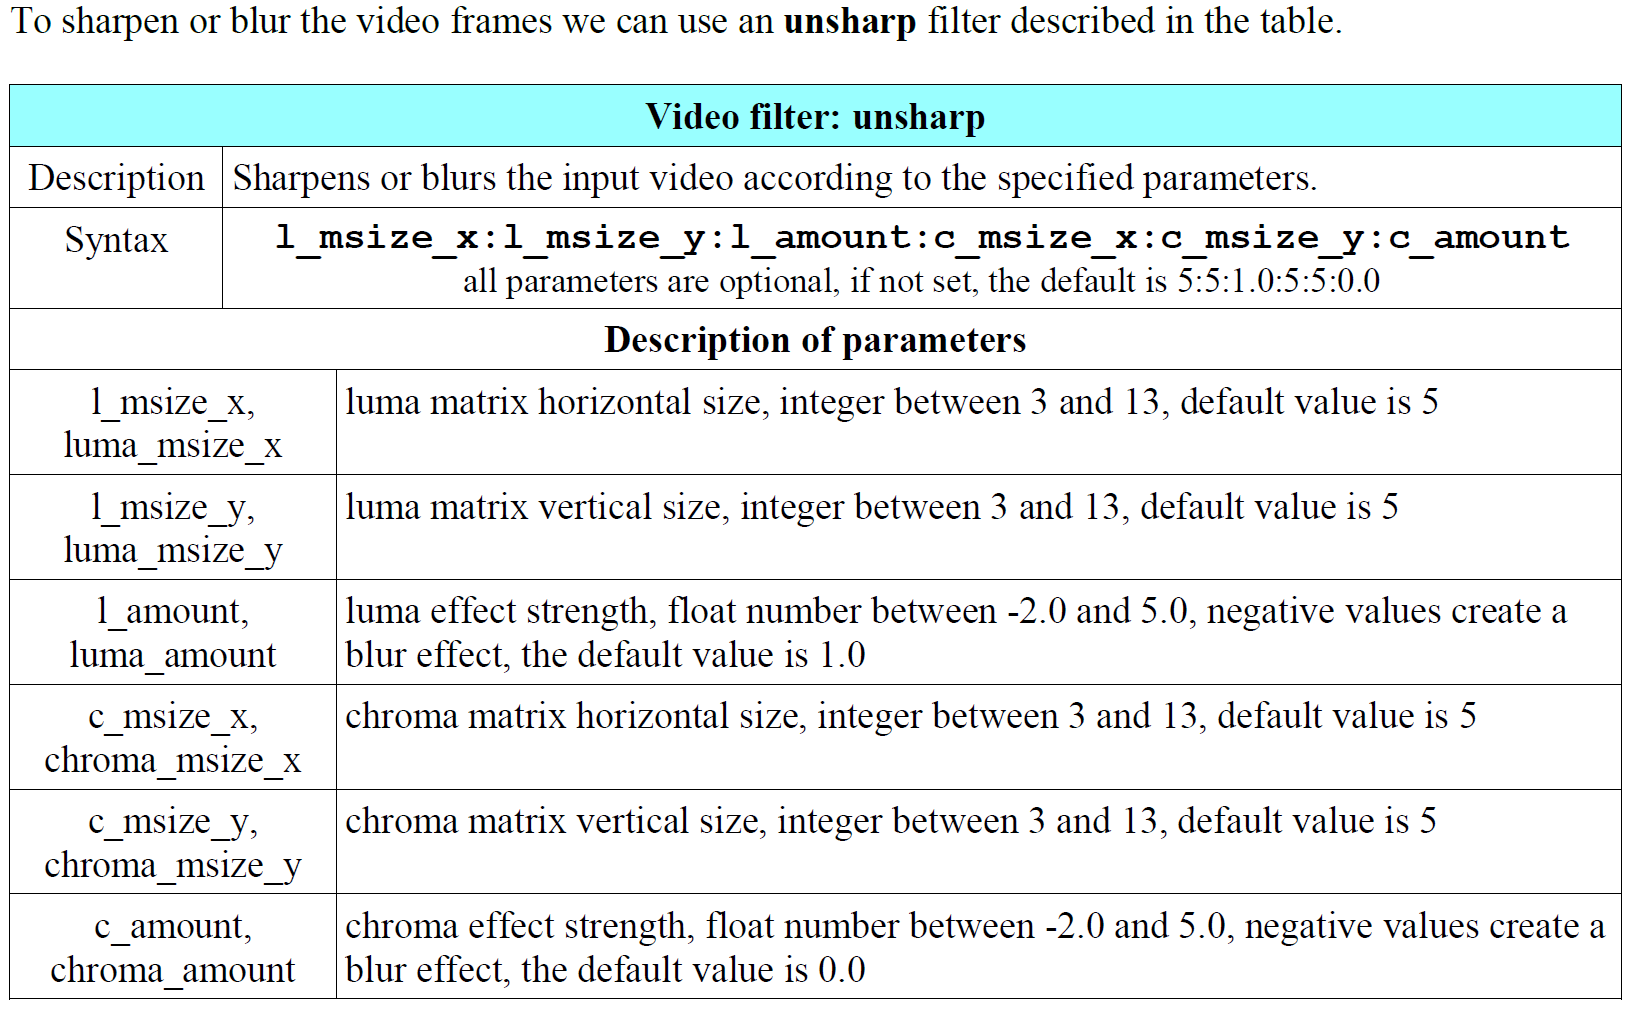 To sharpen or blur the video frames we can use an unsharp filter described in the table.
Video filter: unsharp
Description Sharpens or blurs the input video according to the specified parameters.
Syntax l_msize_x:l_msize_y:l_amount:c_msize_x:c_msize_y:c_amount
all parameters are optional, if not set, the default is 5:5:1.0:5:5:0.0
Description of parameters
l_msize_x, luma matrix horizontal size, integer between 3 and 13, default value is 5
luma_msize_x
l_msize_y, luma matrix vertical size, integer between 3 and 13, default value is 5
luma_msize_y
l_amount, luma effect strength, float number between -2.0 and 5.0, negative values create a
luma_amount blur effect, the default value is 1.0
c_msize_x, chroma matrix horizontal size, integer between 3 and 13, default value is 5
chroma_msize_x
c_msize_y, chroma matrix vertical size, integer between 3 and 13, default value is 5
chroma_msize_y
c_amount, chroma effect strength, float number between -2.0 and 5.0, negative values create a
chroma_amount blur effect, the default value is 0.0